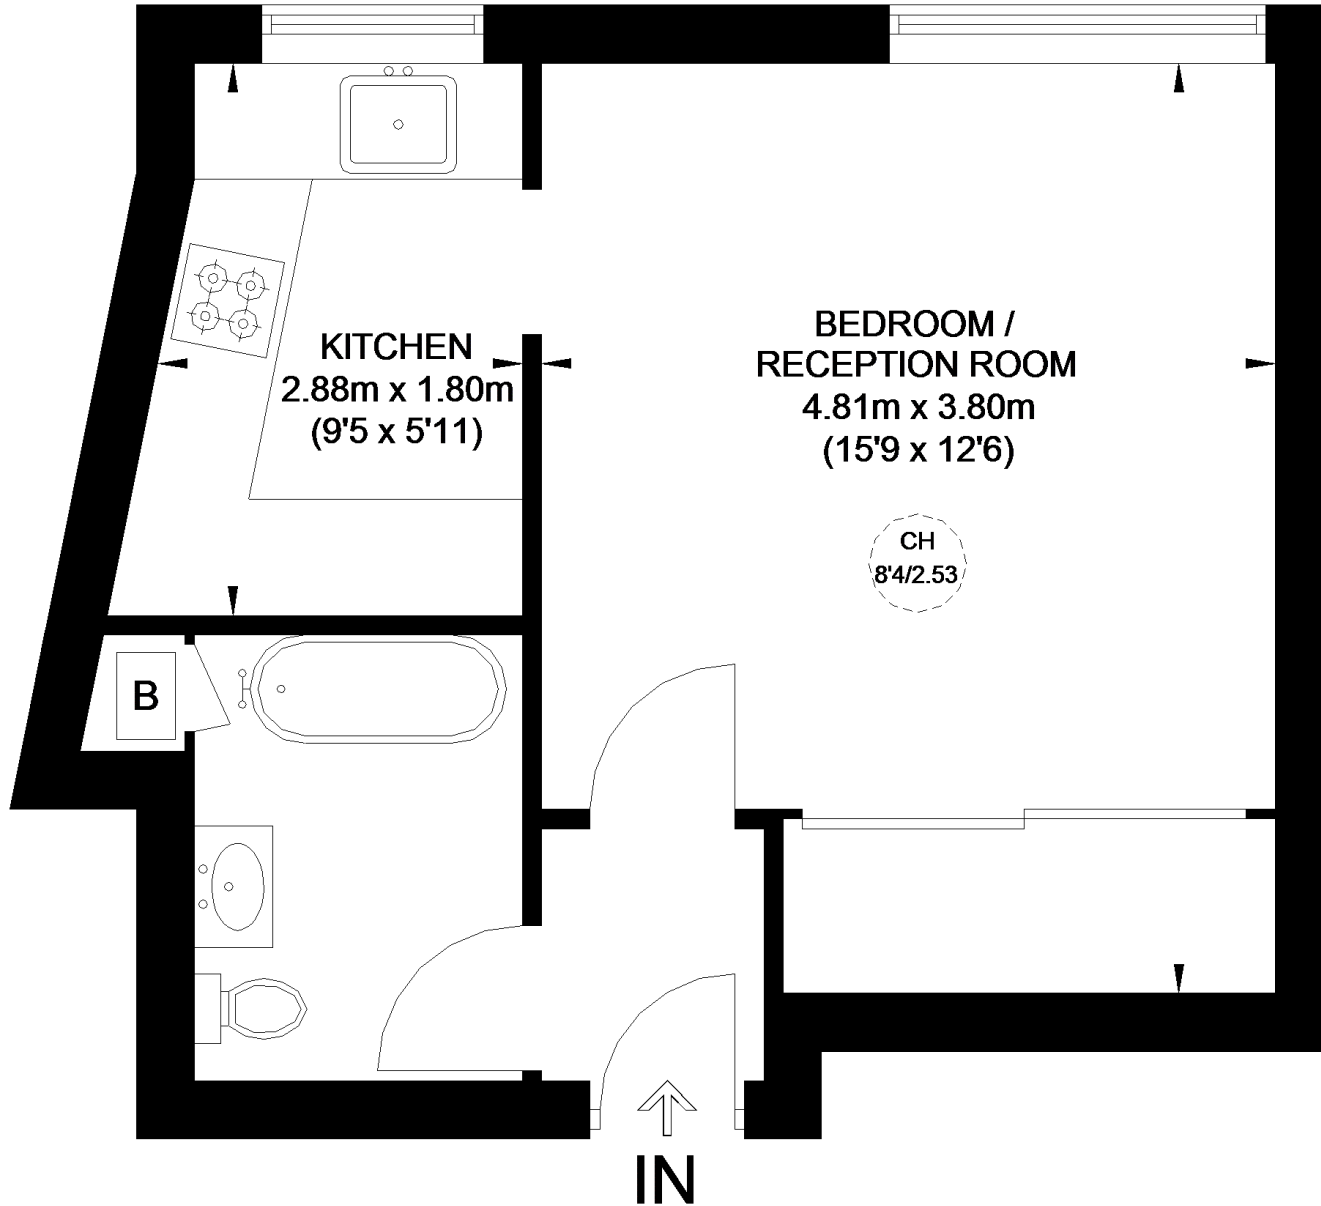 KITCHEN
2.88m x 1.80m
(9'5 x 5'11)
BEDROOM /
RECEPTION ROOM
4.81m x 3.80m
(15'9 x 12'6)
CH
8'4/2.53
B
IN